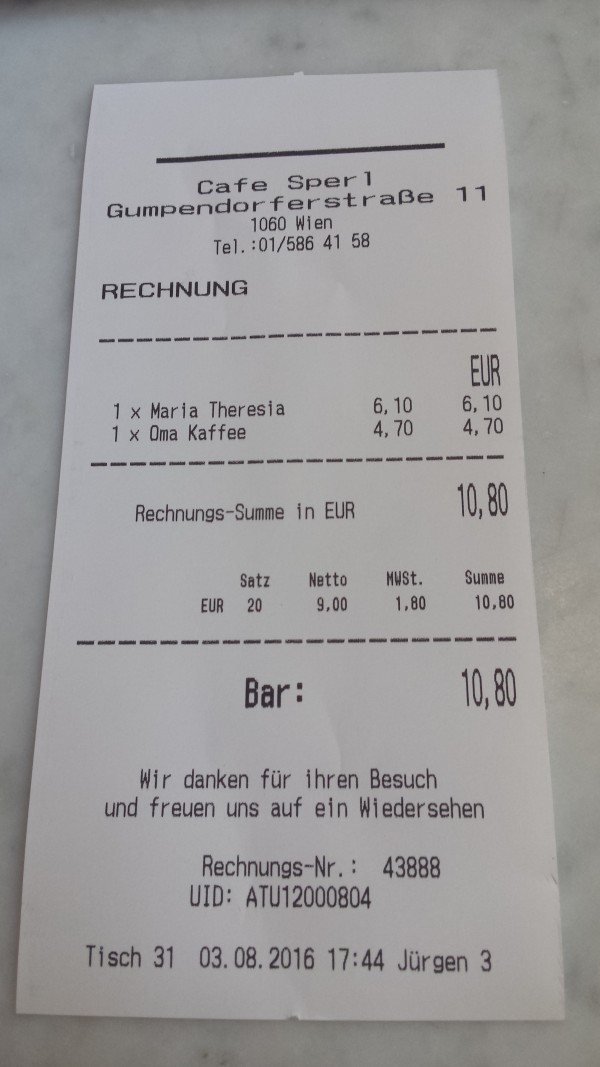 Cafe Sperl
Gumpendorferstraße 11
1060 Wien
Tel.:01/586 41 58
RECHNUNG
EUR
1 x Maria Theresia 6,10 6,10
1 x Oma Kaffee 4,70 4,70
Rechnungs-Summe in EUR 10,80
Satz Netto MWSt. Summe
EUR 20 9,00 1,80 10,80
Bar: 10,80
Wir danken für ihren Besuch
und freuen uns auf ein Wiedersehen
Rechnungs-Nr.: 43888
UID: ATU12000804
Tisch 31 03.08.2016 17:44 Jürgen 3